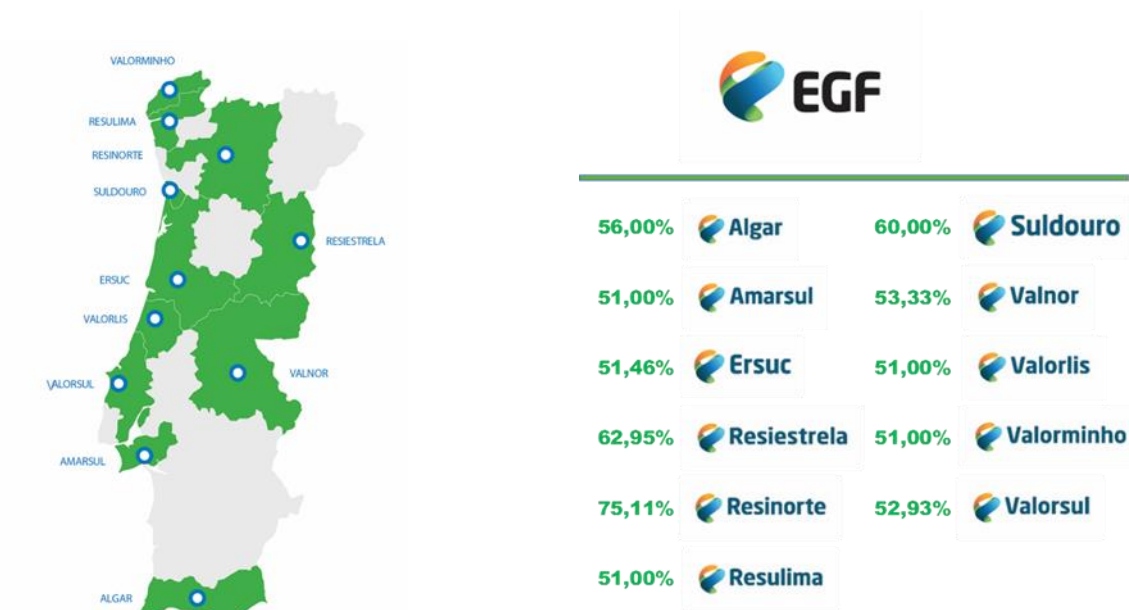 VALORMINHO
RESULIMA
RESINORTE
SULDOURO
RESIESTRELA
ERSUC
VALORLIS
VALORSUL
VALNOR
AMARSUL
ALGAR
EGF
56,00% Algar 60,00% Suldouro
51,00% Amarsul 53,33% Valnor
51,46% Ersuc 51,00% Valorlis
62,95% Resiestrela 51,00% Valorminho
75,11% Resinorte 52,93% Valorsul
51,00% Resulima